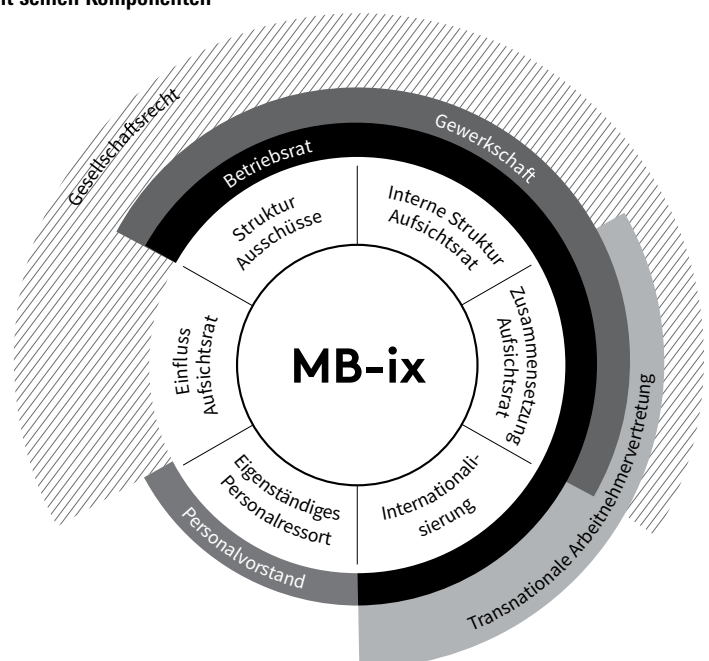 mit seinen Komponenten
Gesellschaftsrecht
Gewerkschaft
Betriebsrat
Struktur
Ausschüsse
Interne Struktur
Aufsichtsrat
Zusammensetzung
Aufsichtsrat
Einfluss
Aufsichtsrat
MB-ix
Eigenständiges
Personalressort
Internationali-
sierung
Personalvorstand
Transnationale Arbeitnehmervertretung